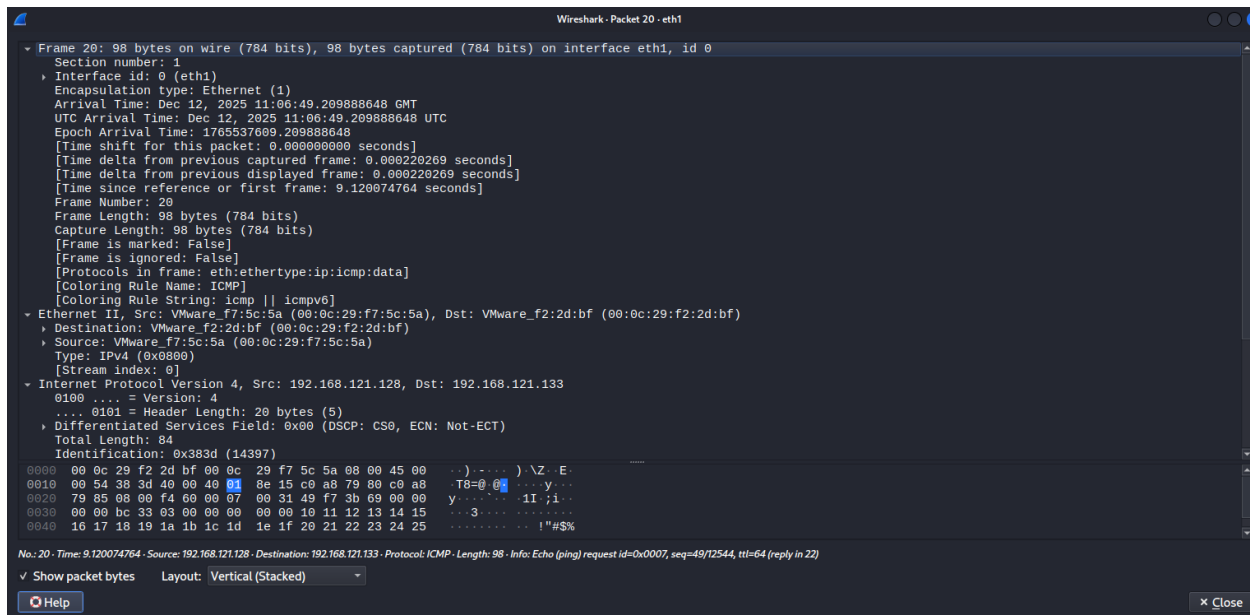 Wireshark · Packet 20 · eth1
Frame 20: 98 bytes on wire (784 bits), 98 bytes captured (784 bits) on interface eth1, id 0
Section number: 1
Interface id: 0 (eth1)
Encapsulation type: Ethernet (1)
Arrival Time: Dec 12, 2025 11:06:49.209888648 GMT
UTC Arrival Time: Dec 12, 2025 11:06:49.209888648 UTC
Epoch Arrival Time: 1765537609.209888648
[Time shift for this packet: 0.000000000 seconds]
[Time delta from previous captured frame: 0.000220269 seconds]
[Time delta from previous displayed frame: 0.000220269 seconds]
[Time since reference or first frame: 9.120074764 seconds]
Frame Number: 20
Frame Length: 98 bytes (784 bits)
Capture Length: 98 bytes (784 bits)
[Frame is marked: False]
[Frame is ignored: False]
[Protocols in frame: eth:ethertype:ip:icmp:data]
[Coloring Rule Name: ICMP]
[Coloring Rule String: icmp || icmpv6]
Ethernet II, Src: VMware_f7:5c:5a (00:0c:29:f7:5c:5a), Dst: VMware_f2:2d:bf (00:0c:29:f2:2d:bf)
Destination: VMware_f2:2d:bf (00:0c:29:f2:2d:bf)
Source: VMware_f7:5c:5a (00:0c:29:f7:5c:5a)
Type: IPv4 (0x0800)
[Stream index: 0]
Internet Protocol Version 4, Src: 192.168.121.128, Dst: 192.168.121.133
0100 .... = Version: 4
.... 0101 = Header Length: 20 bytes (5)
Differentiated Services Field: 0x00 (DSCP: CS0, ECN: Not-ECT)
Total Length: 84
Identification: 0x383d (14397)
0000 00 0c 29 f2 2d bf 00 0c 29 f7 5c 5a 08 00 45 00 ··)·-··· )·\Z··E·
0010 00 54 38 3d 40 00 40 01 8e 15 c0 a8 79 80 c0 a8 ·T8=@·@· ····y···
0020 79 85 08 00 f4 60 00 07 00 31 49 f7 3b 69 00 00 y····`·· ·1I·;i··
0030 00 00 bc 33 03 00 00 00 00 00 10 11 12 13 14 15 ···3···· ········
0040 16 17 18 19 1a 1b 1c 1d 1e 1f 20 21 22 23 24 25 ········ ·· !"#$%
No.: 20 · Time: 9.120074764 · Source: 192.168.121.128 · Destination: 192.168.121.133 · Protocol: ICMP · Length: 98 · Info: Echo (ping) request id=0x0007, seq=49/12544, ttl=64 (reply in 22)
Show packet bytes Layout: Vertical (Stacked)
Help
Close